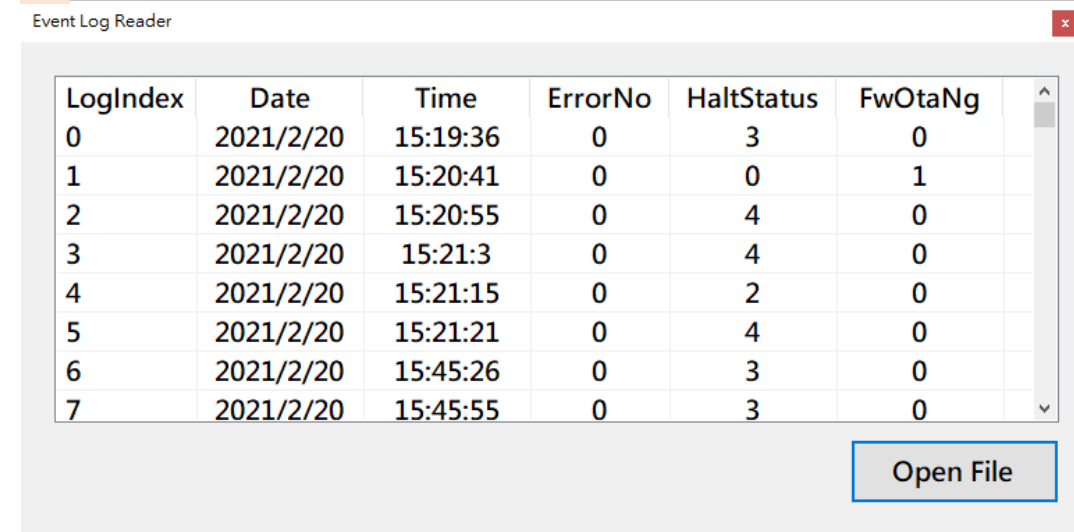 Event Log Reader
x
LogIndex Date Time ErrorNo HaltStatus FwOtaNg
0 2021/2/20 15:19:36 0 3 0
1 2021/2/20 15:20:41 0 0 1
2 2021/2/20 15:20:55 0 4 0
3 2021/2/20 15:21:3 0 4 0
4 2021/2/20 15:21:15 0 2 0
5 2021/2/20 15:21:21 0 4 0
6 2021/2/20 15:45:26 0 3 0
7 2021/2/20 15:45:55 0 3 0
Open File